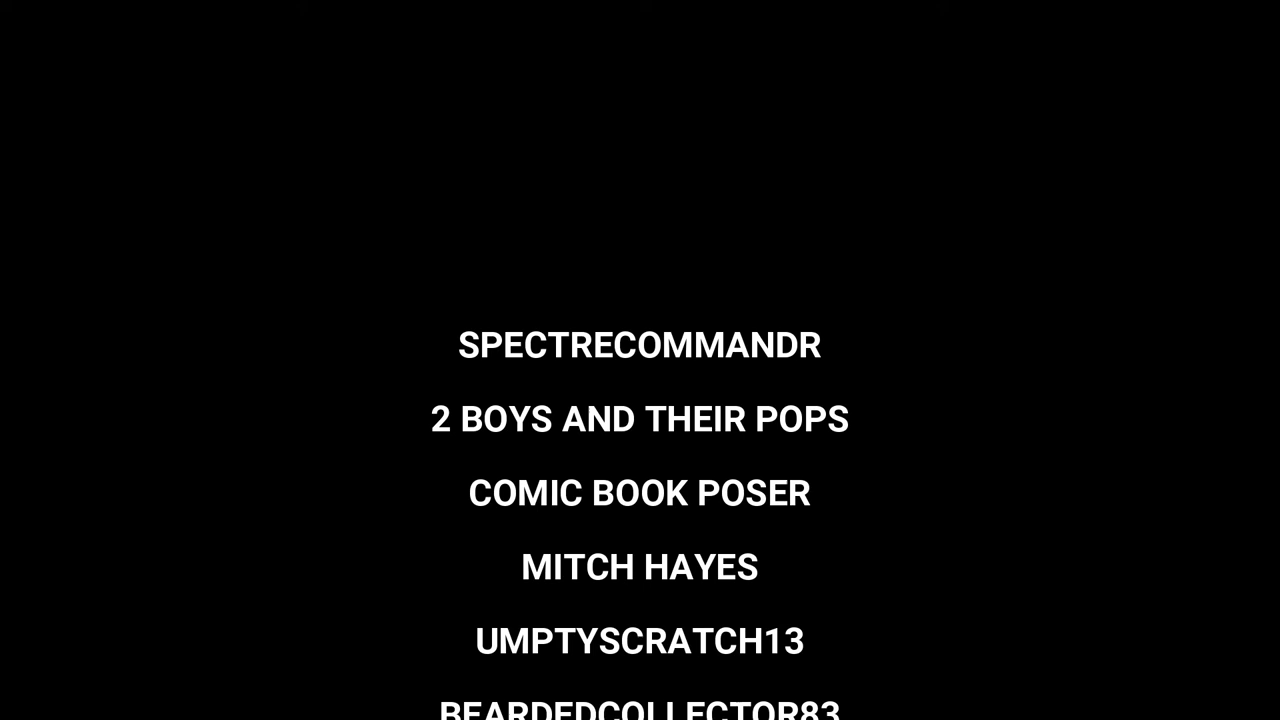 SPECTRECOMMANDR
2 BOYS AND THEIR POPS
COMIC BOOK POSER
MITCH HAYES
UMPTYSCRATCH13
BEARDEDCOLLECTOR83